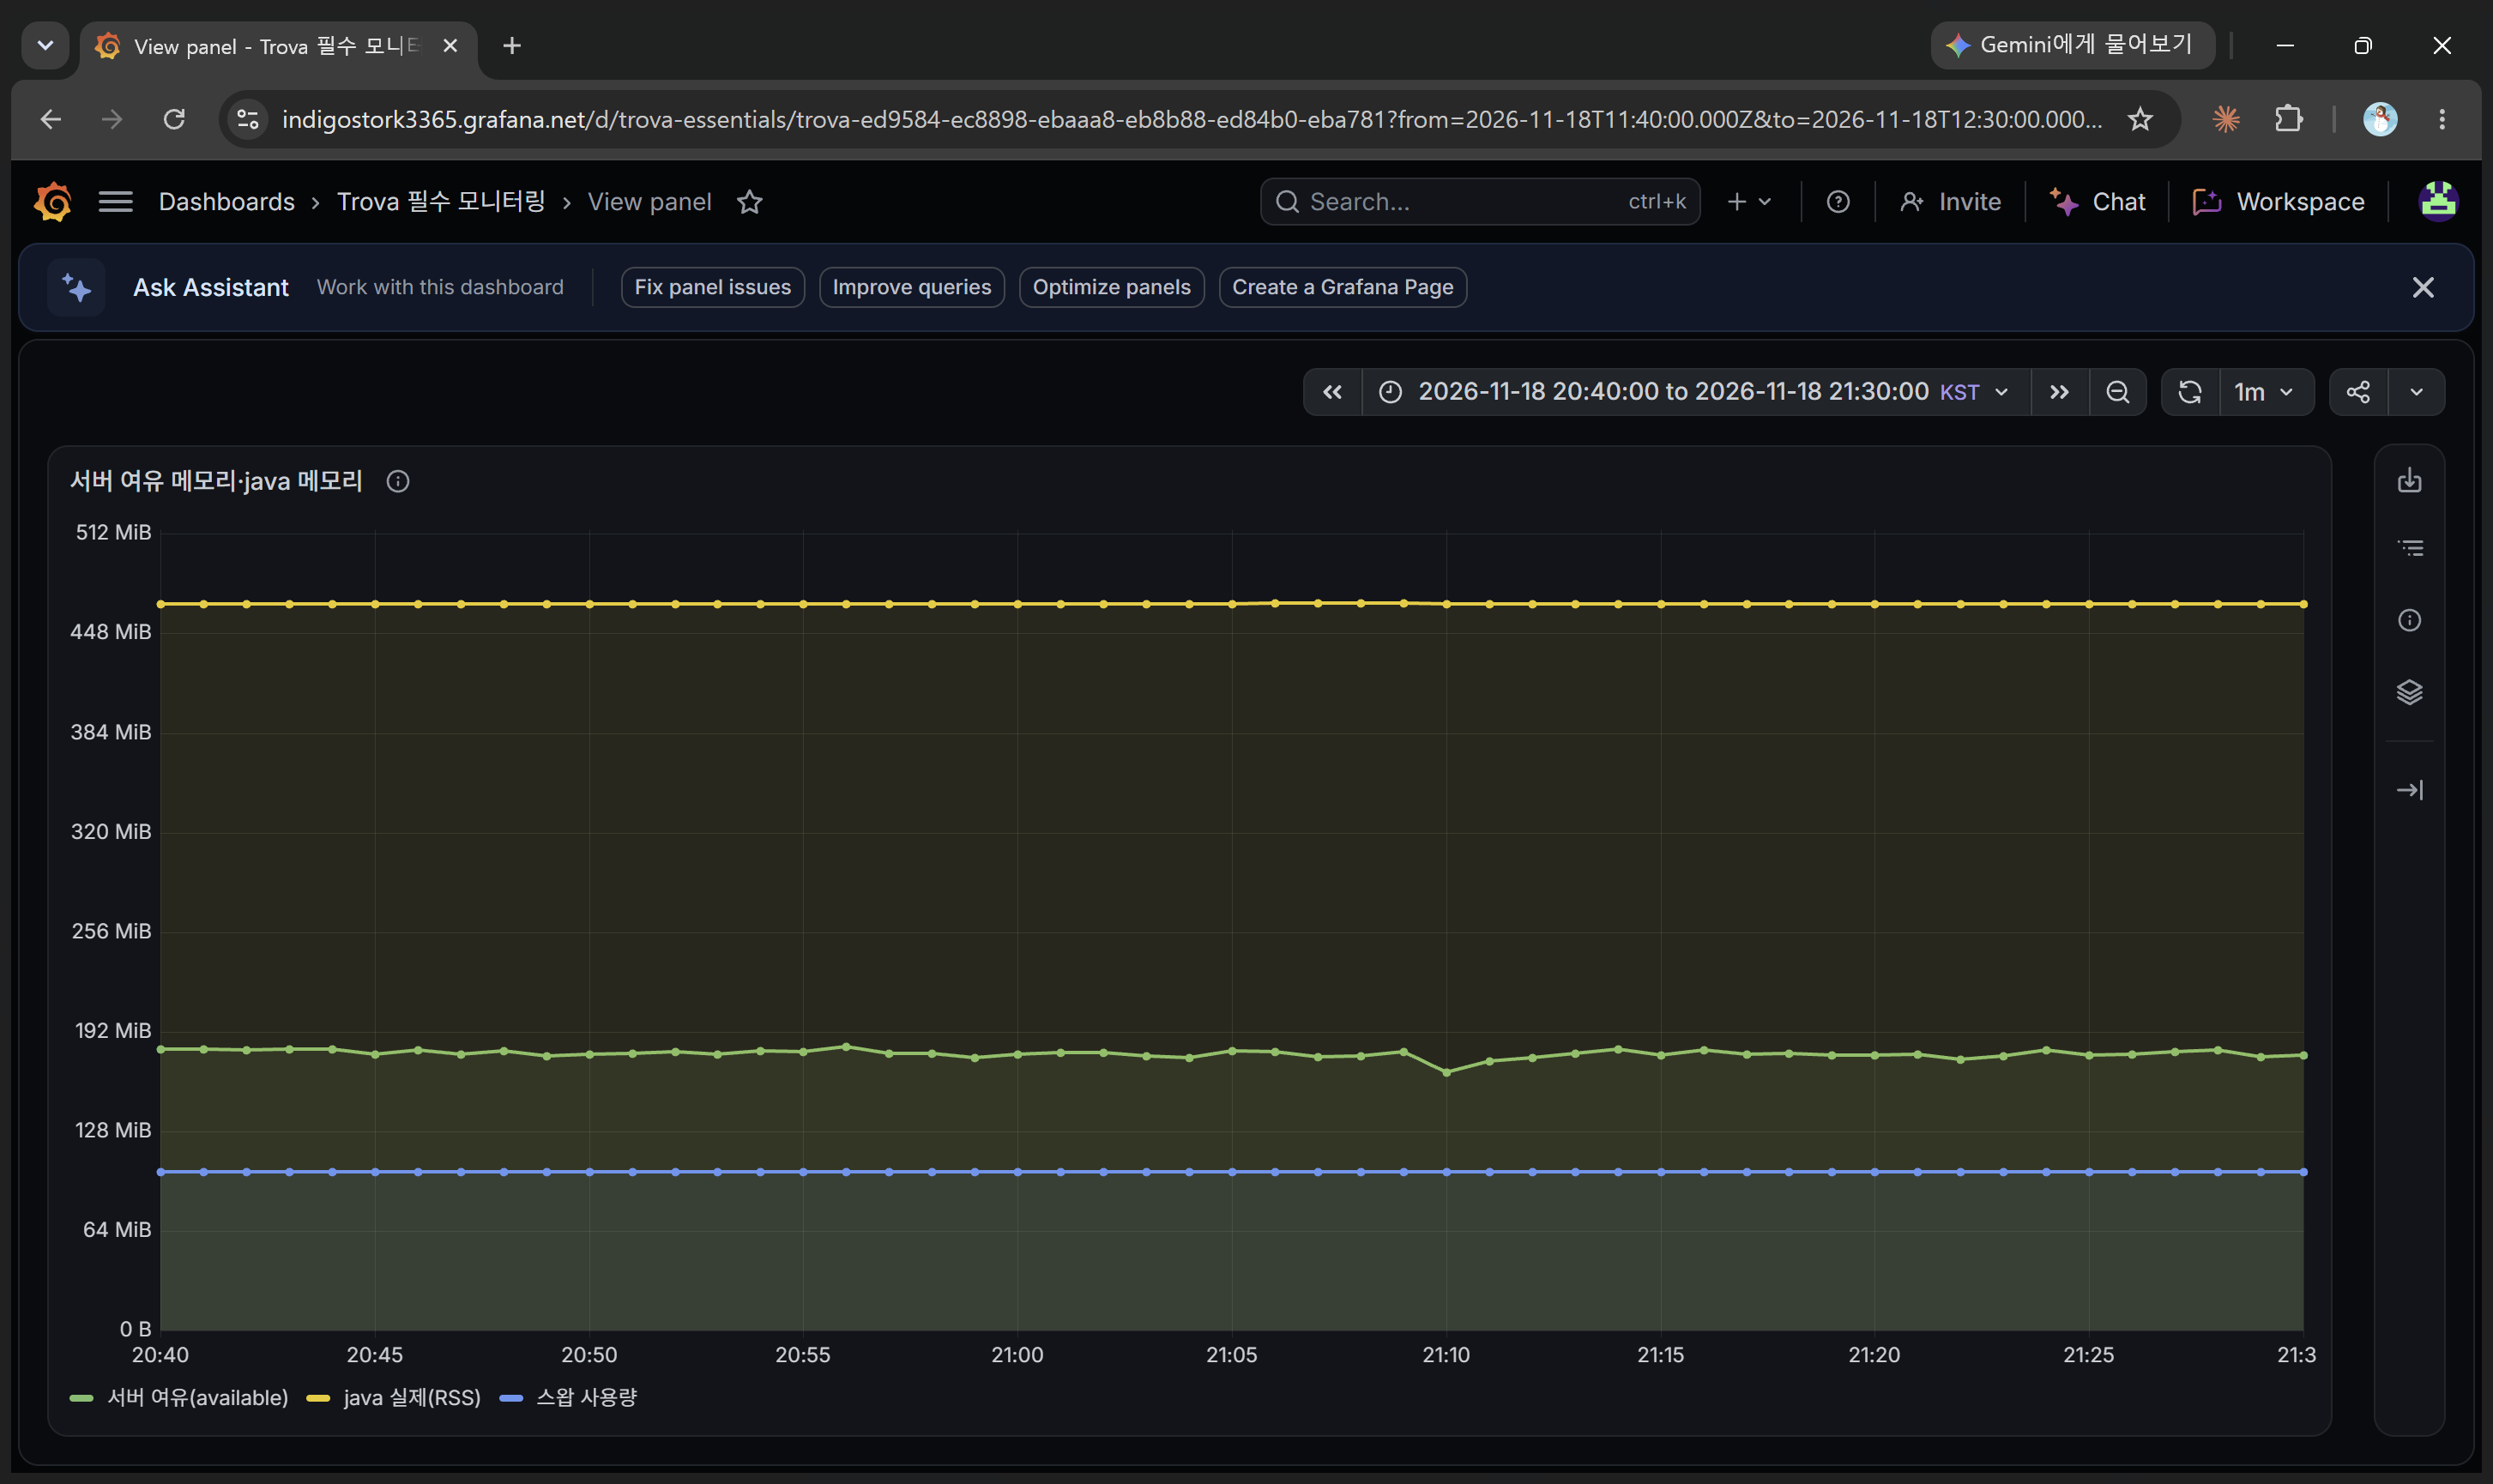 View panel - Trova 필수 모니터
Gemini에게 물어보기
indigostork3365.grafana.net/d/trova-essentials/trova-ed9584-ec8898-ebaaa8-eb8b88-ed84b0-eba781?from=2026-11-18T11:40:00.000Z&to=2026-11-18T12:30:00.000...
Dashboards › Trova 필수 모니터링 › View panel
Search... ctrl+k
Invite
Chat
Workspace
Ask Assistant Work with this dashboard
Fix panel issues
Improve queries
Optimize panels
Create a Grafana Page
2026-11-18 20:40:00 to 2026-11-18 21:30:00 KST
1m
서버 여유 메모리·java 메모리
512 MiB
448 MiB
384 MiB
320 MiB
256 MiB
192 MiB
128 MiB
64 MiB
0 B
20:40 20:45 20:50 20:55 21:00 21:05 21:10 21:15 21:20 21:25 21:3
서버 여유(available) java 실제(RSS) 스왑 사용량